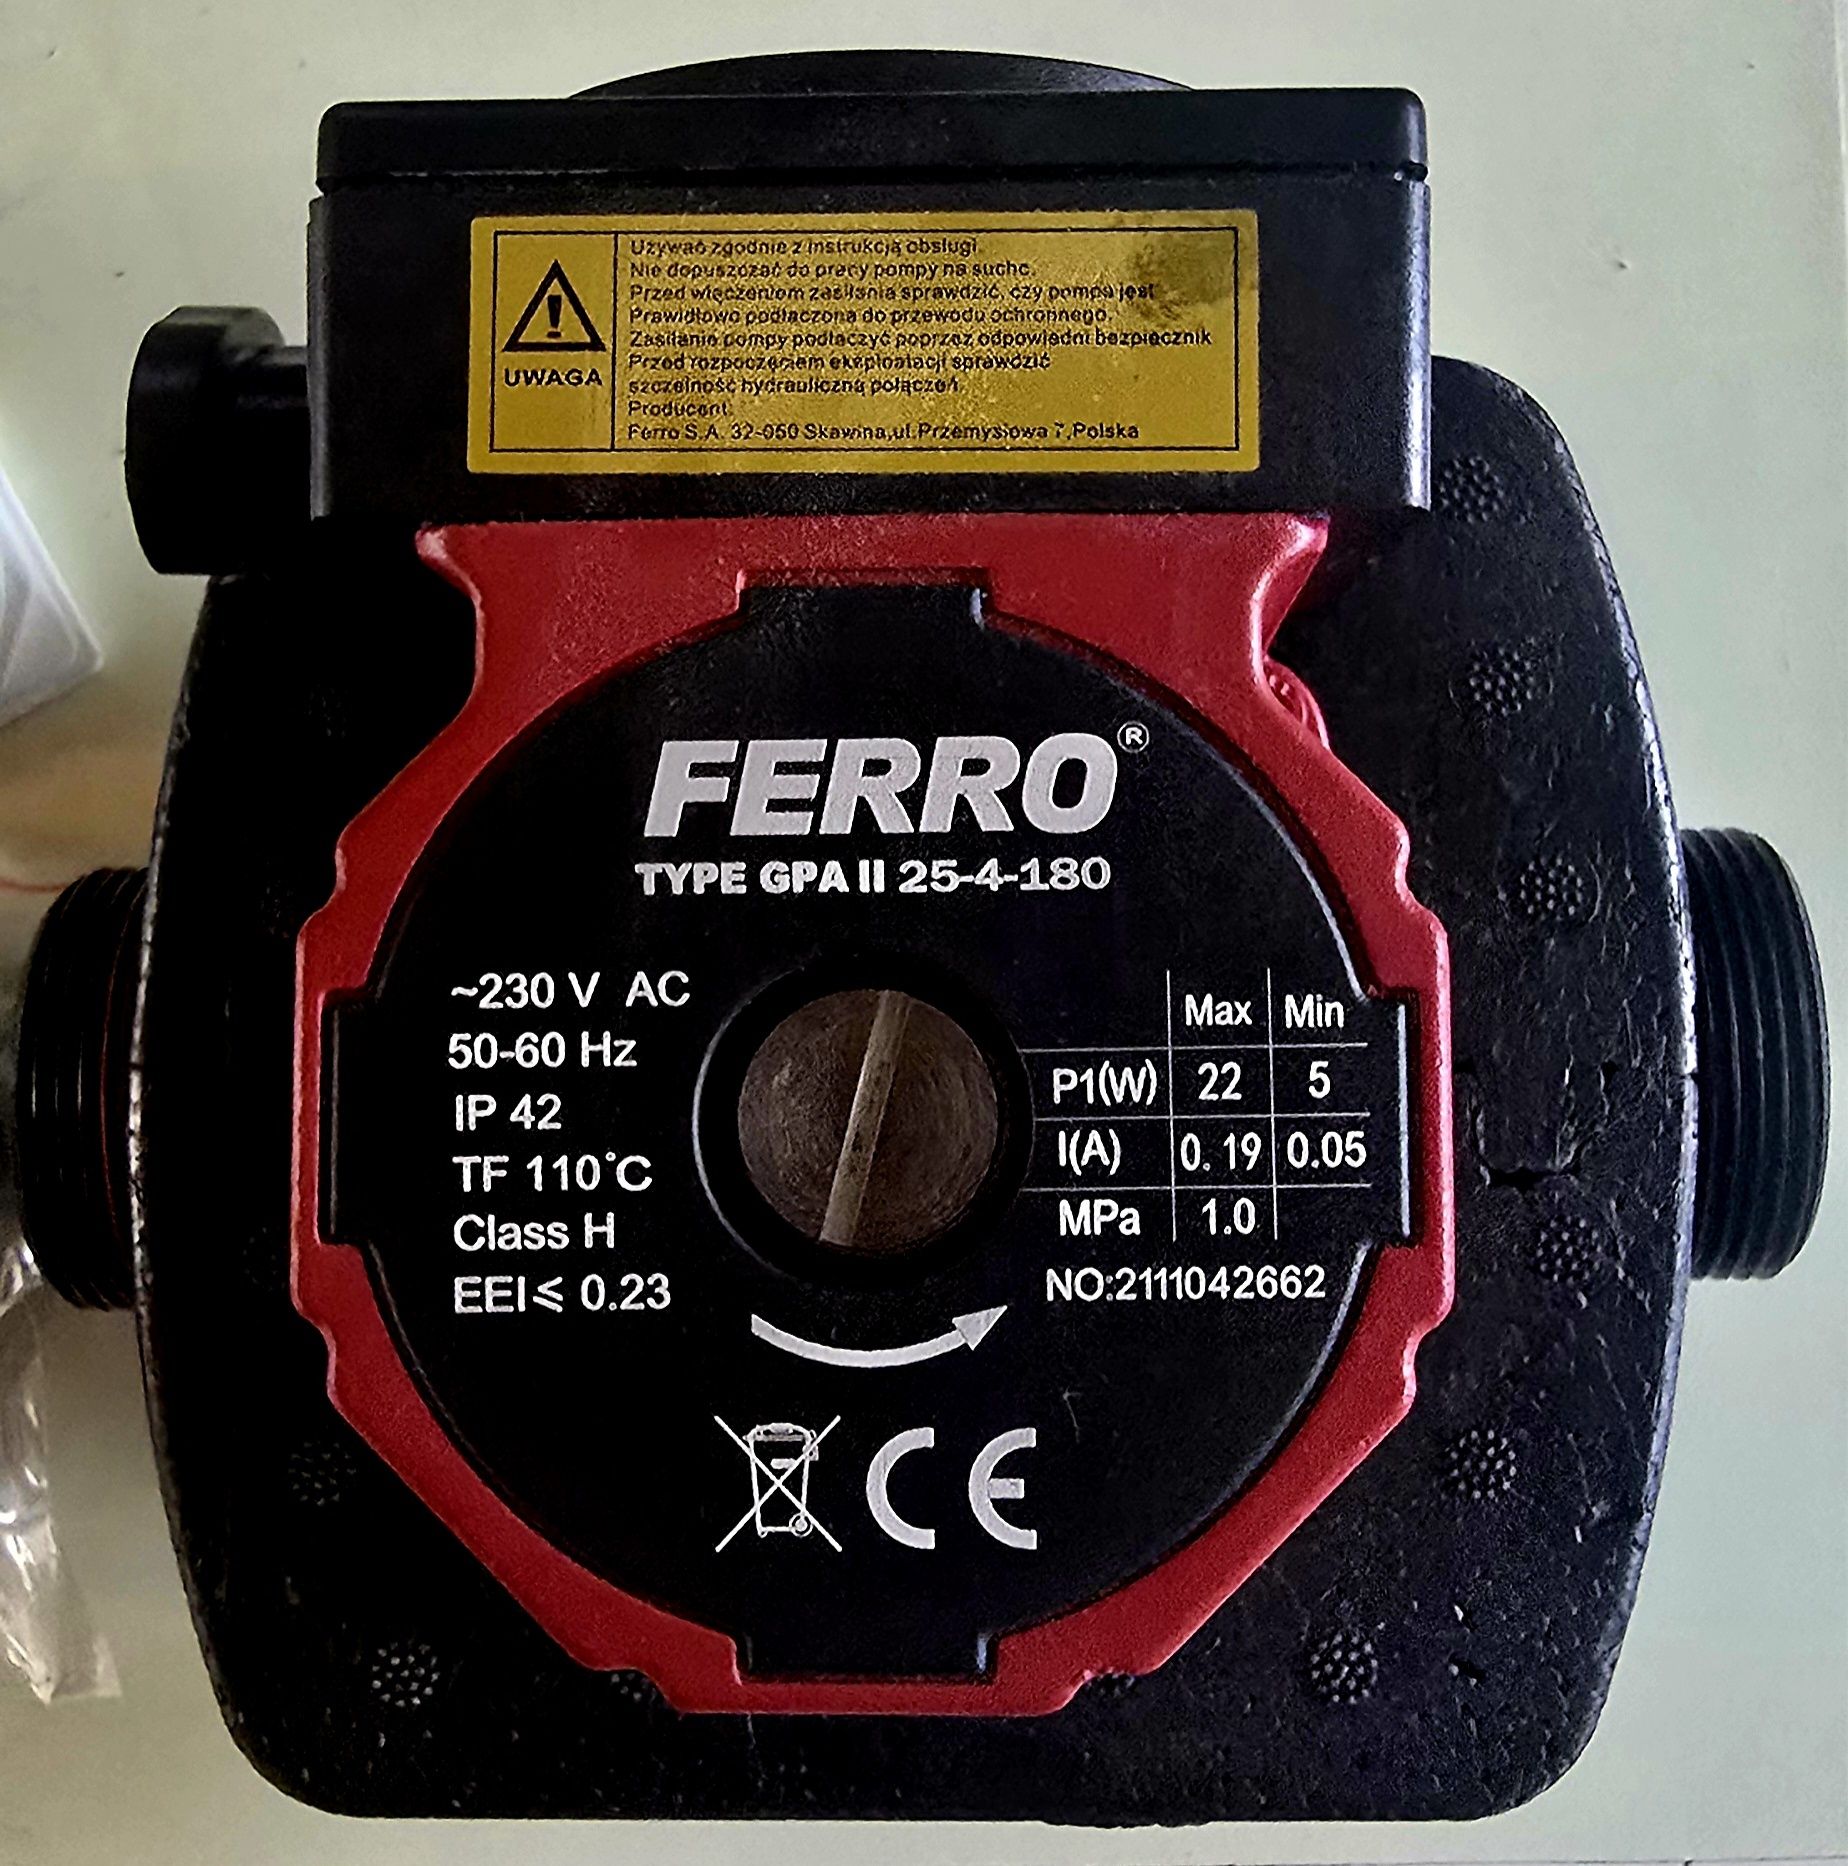 Używać zgodnie z instrukcją obsługi.
Nie dopuszczać do pracy pompy na sucho.
Przed włączeniem zasilania sprawdzić, czy pompa jest
Prawidłowo podłaczona do przewodu ochronnego.
Zasilanie pompy podłaczyć poprzez odpowiedni bezpiecznik
Przed rozpoczęciem eksploatacji sprawdzić
szczelność hydrauliczną połączeń.
Producent:
Ferro S.A. 32-050 Skawina,ul.Przemysłowa 7,Polska
UWAGA
FERRO®
TYPE GPA II 25-4-180
~230 V AC
50-60 Hz
IP 42
TF 110°C
Class H
EEI≤ 0.23
Max Min
P1(W) 22 5
I(A) 0.19 0.05
MPa 1.0
NO:2111042662
CE